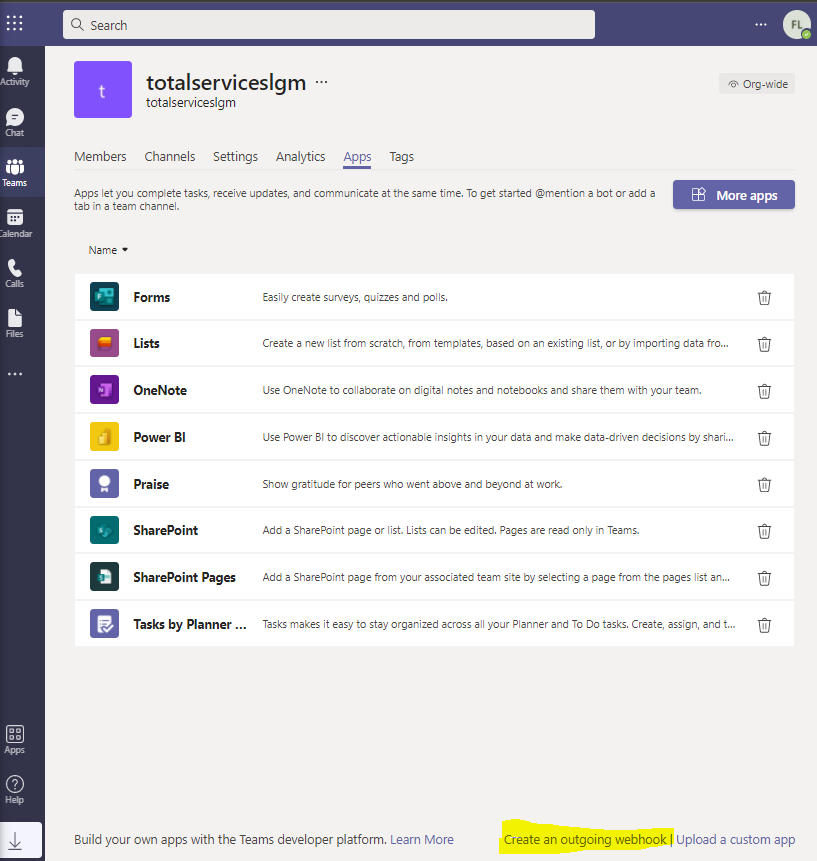 Search
...
FL
Activity
Chat
Teams
Calendar
Calls
Files
...
Apps
Help
t
totalserviceslgm ...
totalserviceslgm
Org-wide
Members Channels Settings Analytics Apps Tags
Apps let you complete tasks, receive updates, and communicate at the same time. To get started @mention a bot or add a
tab in a team channel.
More apps
Name
Forms Easily create surveys, quizzes and polls.
Lists Create a new list from scratch, from templates, based on an existing list, or by importing data fro...
OneNote Use OneNote to collaborate on digital notes and notebooks and share them with your team.
Power BI Use Power BI to discover actionable insights in your data and make data-driven decisions by shari...
Praise Show gratitude for peers who went above and beyond at work.
SharePoint Add a SharePoint page or list. Lists can be edited. Pages are read only in Teams.
SharePoint Pages Add a SharePoint page from your associated team site by selecting a page from the pages list an...
Tasks by Planner ... Tasks makes it easy to stay organized across all your Planner and To Do tasks. Create, assign, and t...
Build your own apps with the Teams developer platform. Learn More Create an outgoing webhook | Upload a custom app